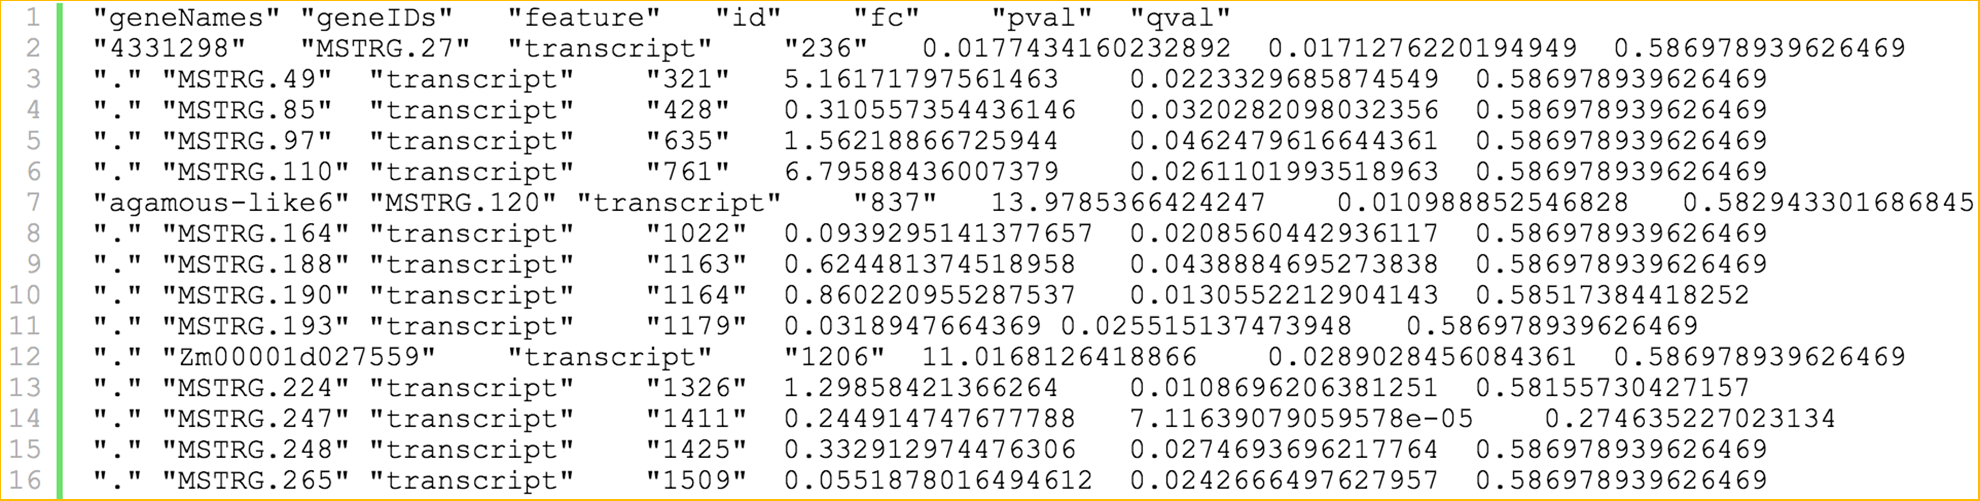 1 "geneNames" "geneIDs" "feature" "id" "fc" "pval" "qval"
2 "4331298" "MSTRG.27" "transcript" "236" 0.0177434160232892 0.0171276220194949 0.586978939626469
3 "." "MSTRG.49" "transcript" "321" 5.16171797561463 0.0223329685874549 0.586978939626469
4 "." "MSTRG.85" "transcript" "428" 0.310557354436146 0.0320282098032356 0.586978939626469
5 "." "MSTRG.97" "transcript" "635" 1.56218866725944 0.0462479616644361 0.586978939626469
6 "." "MSTRG.110" "transcript" "761" 6.79588436007379 0.0261101993518963 0.586978939626469
7 "agamous-like6" "MSTRG.120" "transcript" "837" 13.9785366424247 0.010988852546828 0.582943301686845
8 "." "MSTRG.164" "transcript" "1022" 0.0939295141377657 0.0208560442936117 0.586978939626469
9 "." "MSTRG.188" "transcript" "1163" 0.624481374518958 0.0438884695273838 0.586978939626469
10 "." "MSTRG.190" "transcript" "1164" 0.860220955287537 0.0130552212904143 0.58517384418252
11 "." "MSTRG.193" "transcript" "1179" 0.0318947664369 0.025515137473948 0.586978939626469
12 "." "Zm00001d027559" "transcript" "1206" 11.0168126418866 0.0289028456084361 0.586978939626469
13 "." "MSTRG.224" "transcript" "1326" 1.29858421366264 0.0108696206381251 0.58155730427157
14 "." "MSTRG.247" "transcript" "1411" 0.244914747677788 7.11639079059578e-05 0.274635227023134
15 "." "MSTRG.248" "transcript" "1425" 0.332912974476306 0.0274693696217764 0.586978939626469
16 "." "MSTRG.265" "transcript" "1509" 0.0551878016494612 0.0242666497627957 0.586978939626469